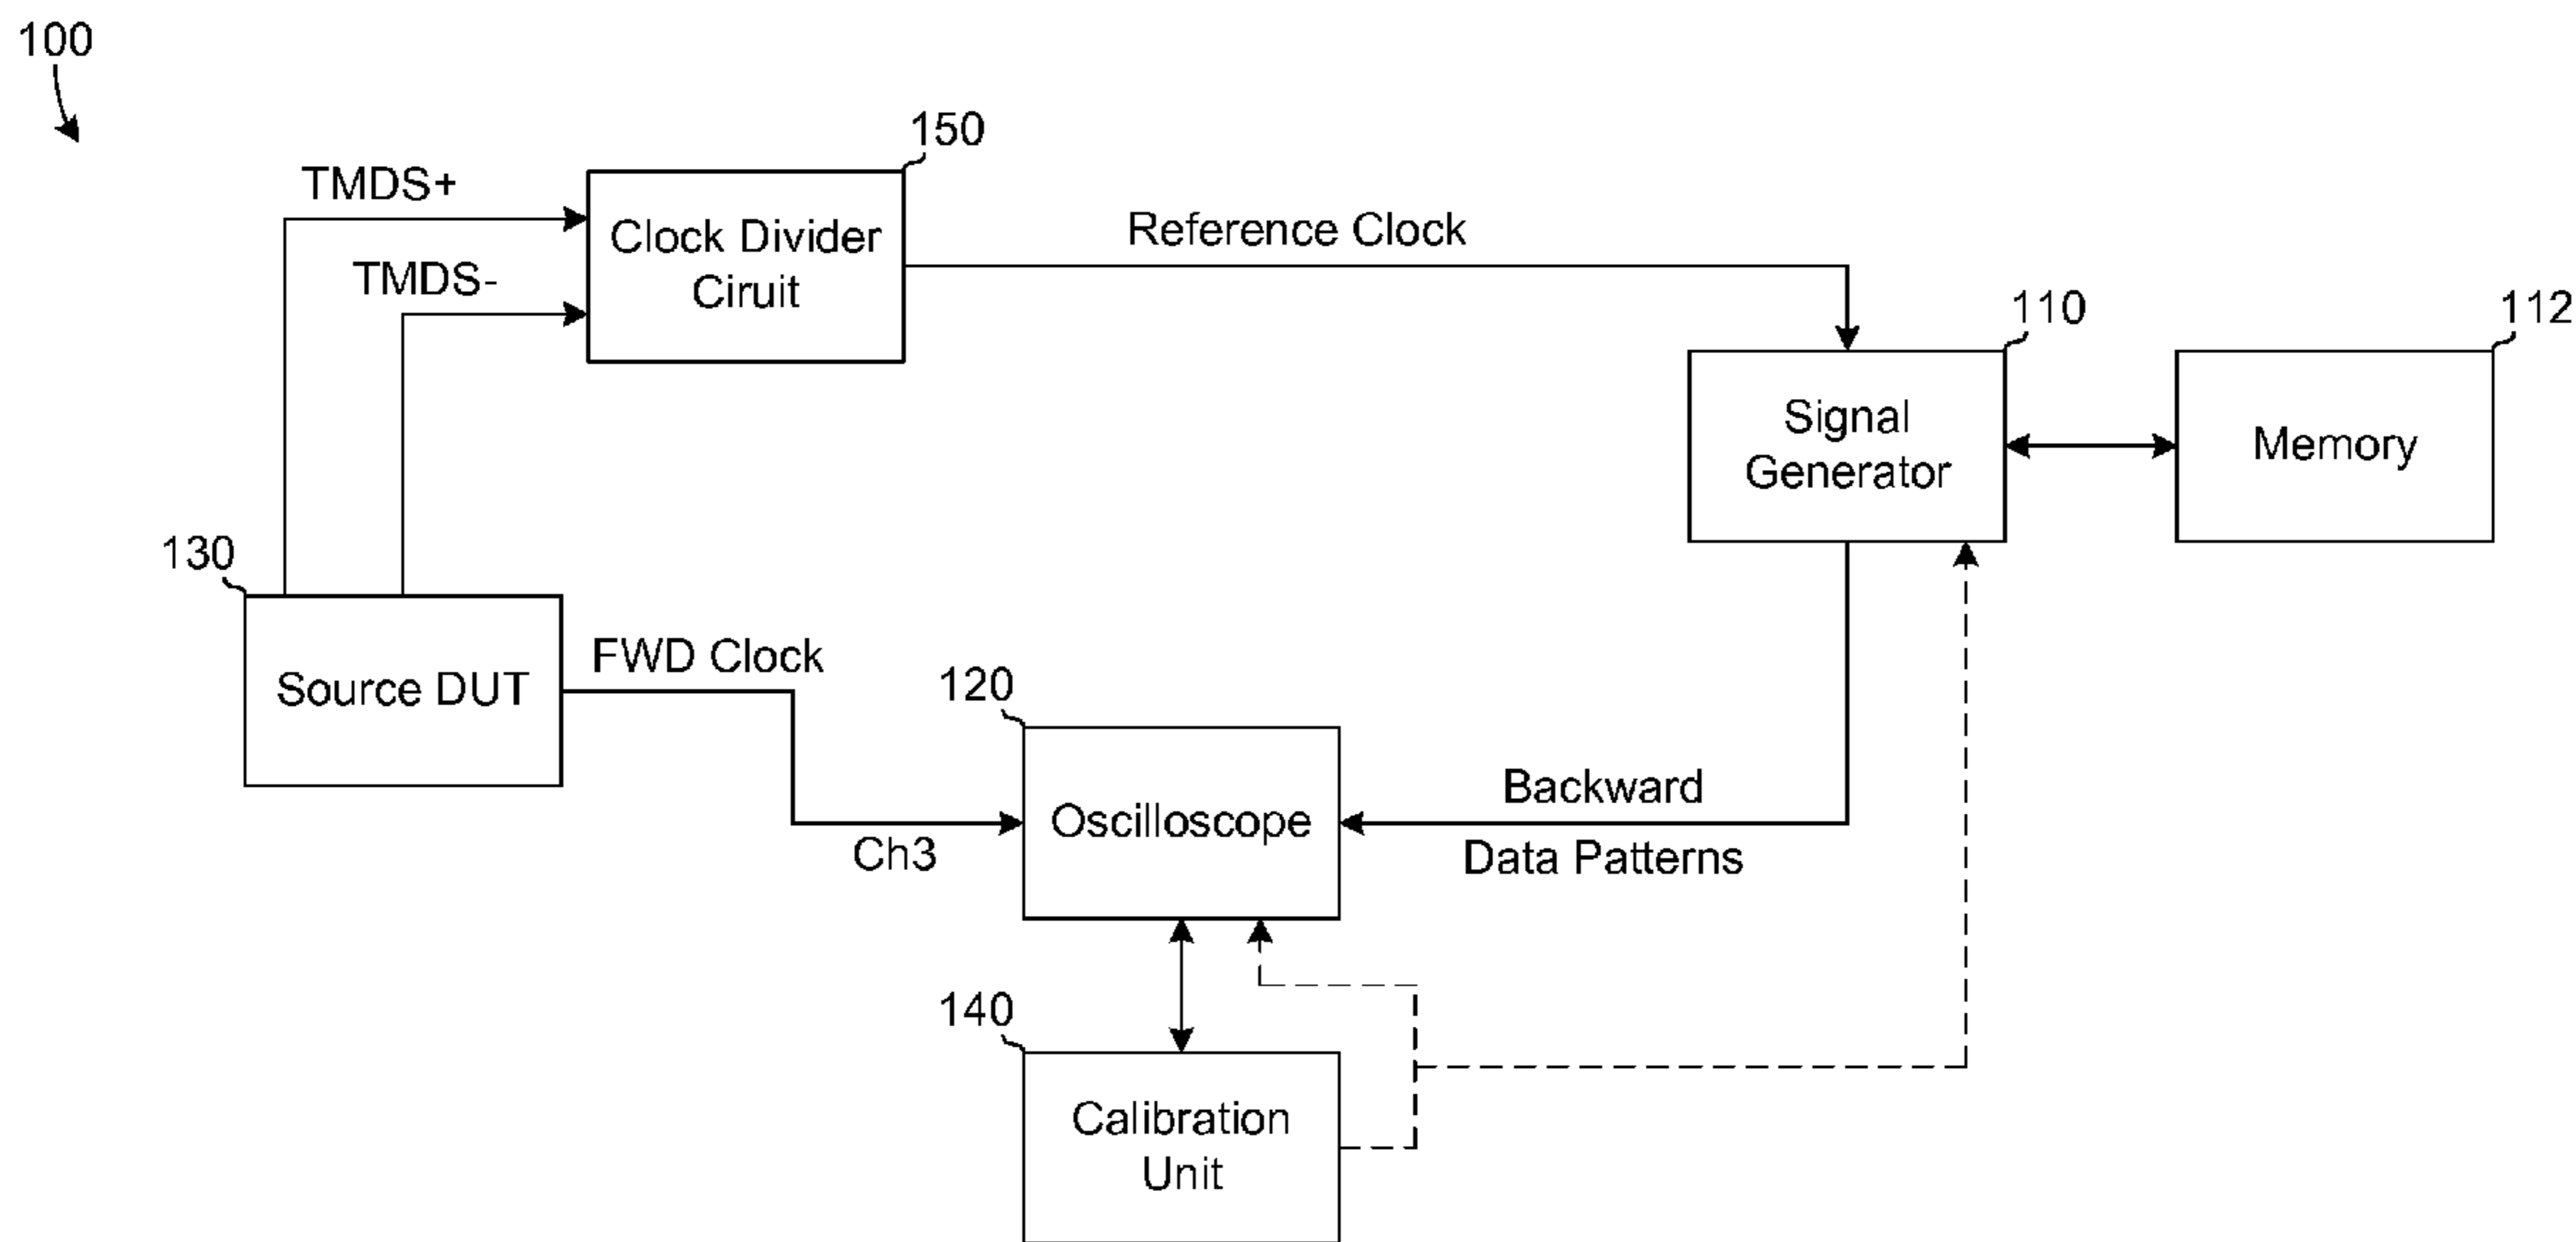 100
150
TMDS+
Clock Divider
Ciruit
Reference Clock
TMDS-
110
112
Signal
Generator
Memory
130
FWD Clock
Source DUT
120
Backward
Oscilloscope
Ch3
Data Patterns
140
Calibration
Unit